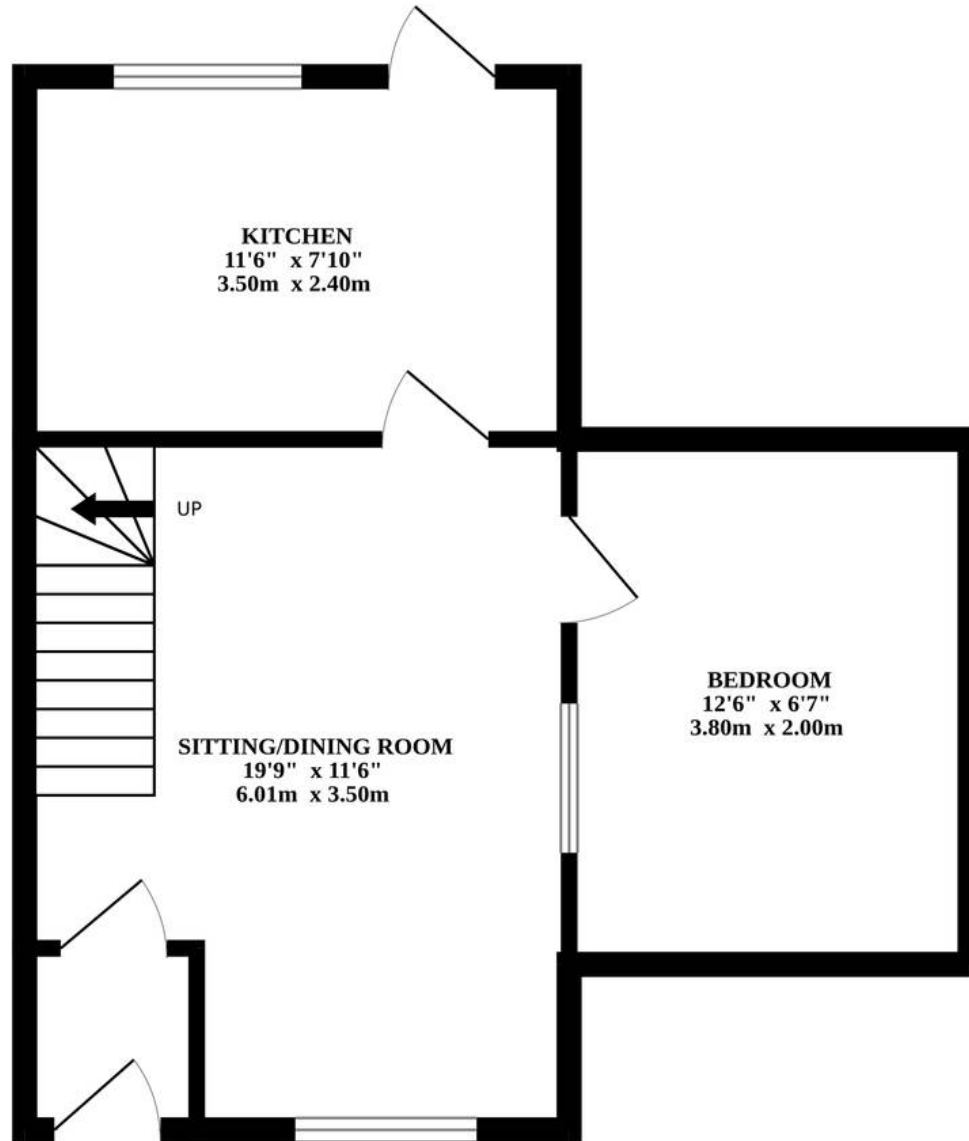 KITCHEN
11'6" x 7'10"
3.50m x 2.40m
UP
BEDROOM
12'6" x 6'7"
3.80m x 2.00m
SITTING/DINING ROOM
19'9" x 11'6"
6.01m x 3.50m